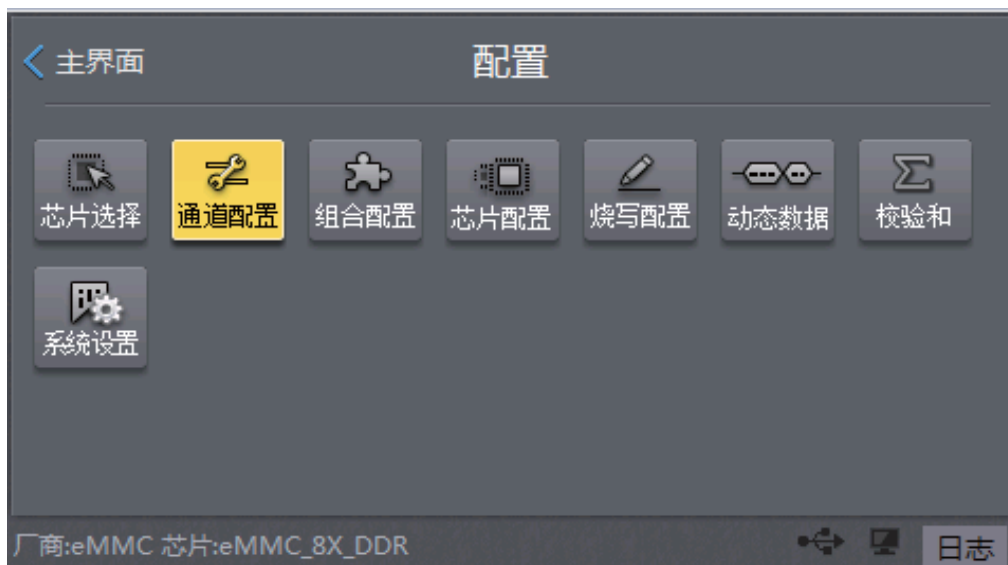 主界面
配置
芯片选择
通道配置
组合配置
芯片配置
烧写配置
动态数据
校验和
系统设置
厂商:eMMC 芯片:eMMC_8X_DDR
日志